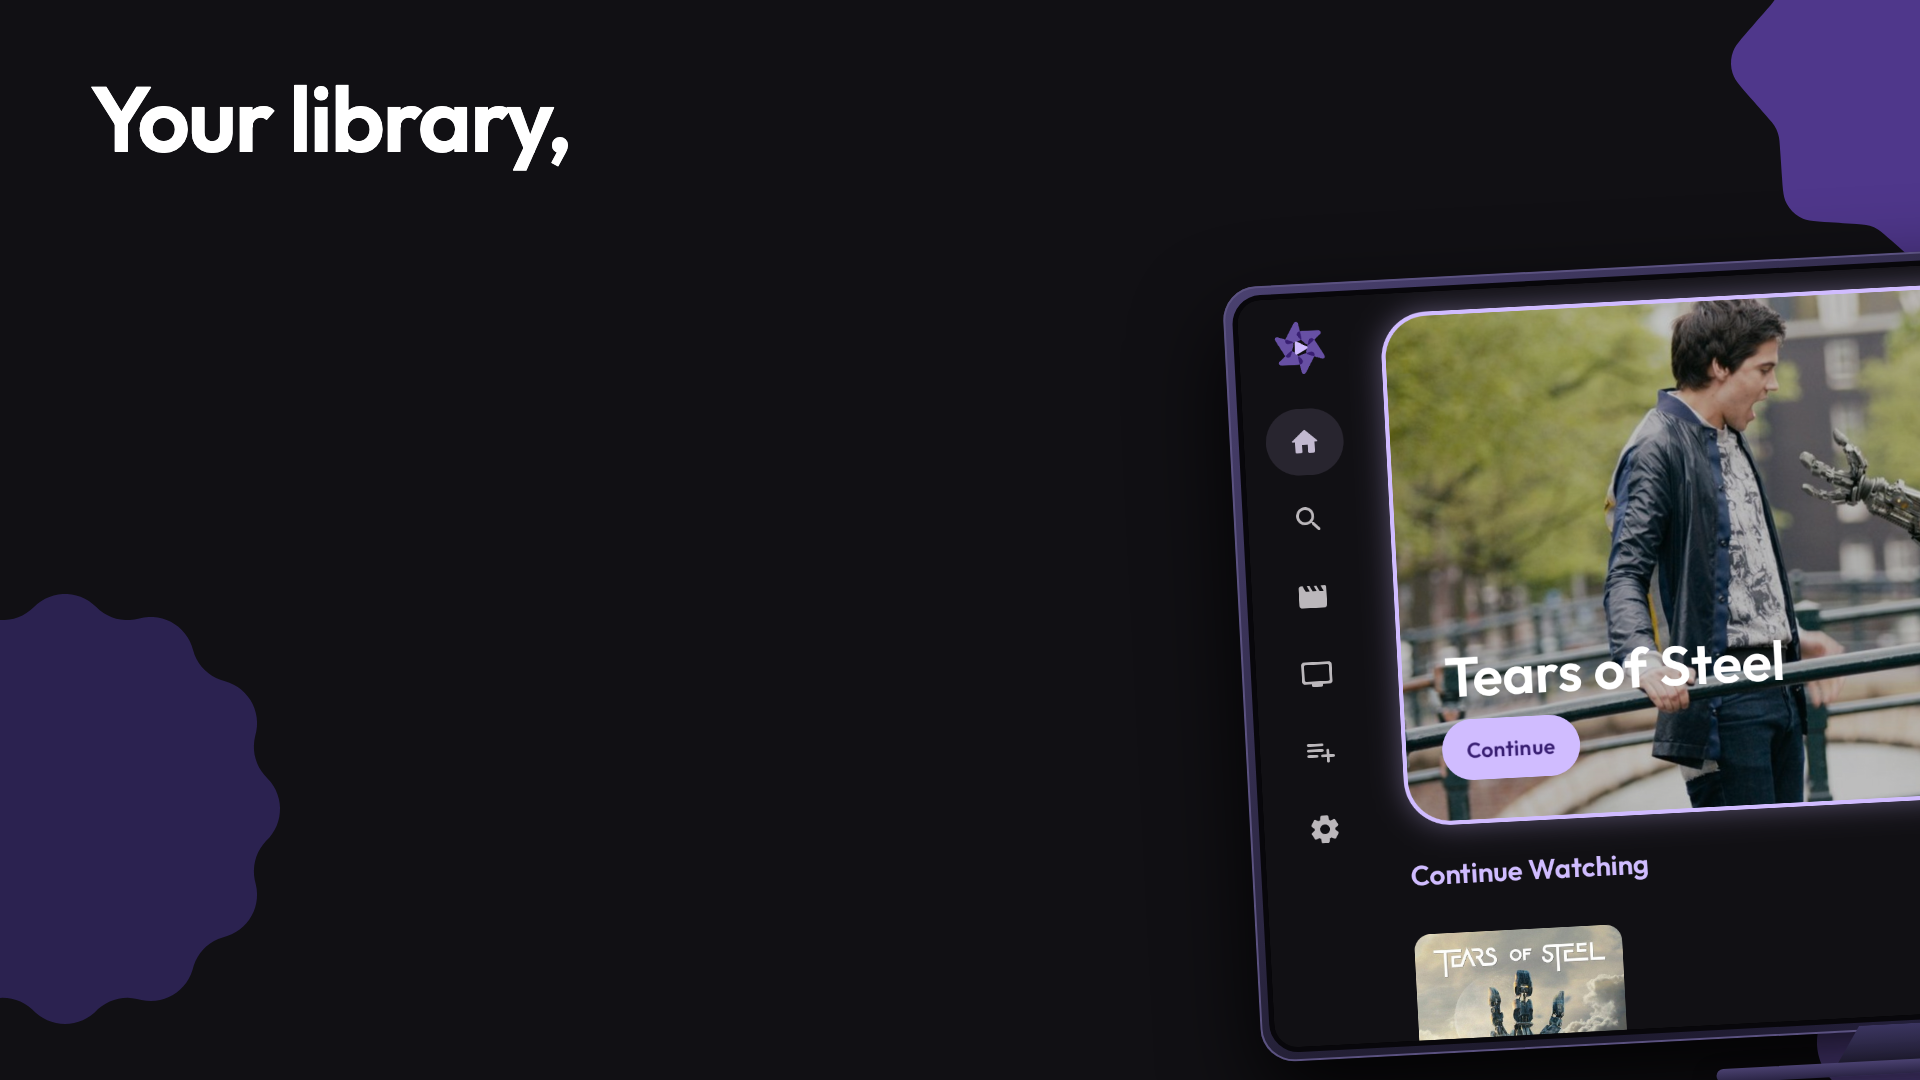 Your library,
Tears of Steel
Continue
Continue Watching
TEARS OF STEEL